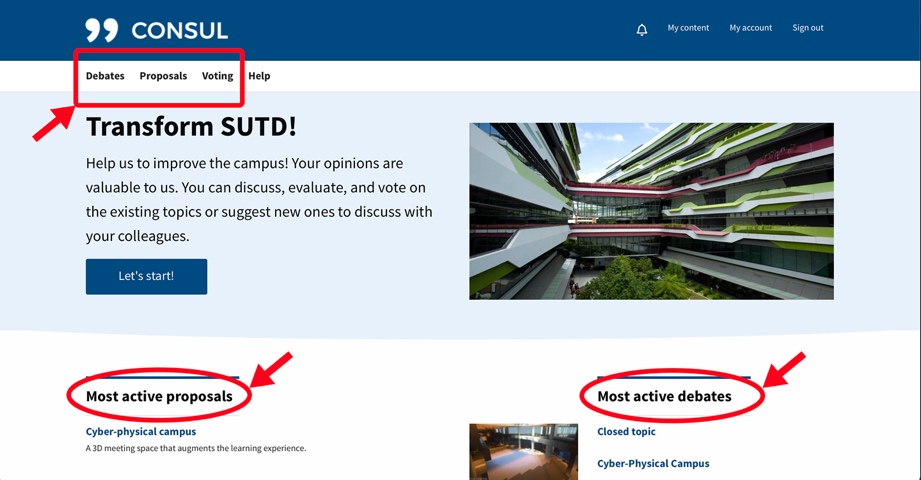 CONSUL
My content My account Sign out
Debates Proposals Voting Help
Transform SUTD!
Help us to improve the campus! Your opinions are
valuable to us. You can discuss, evaluate, and vote on
the existing topics or suggest new ones to discuss with
your colleagues.
Let's start!
Most active proposals
Cyber-physical campus
A 3D meeting space that augments the learning experience.
Most active debates
Closed topic
Cyber-Physical Campus